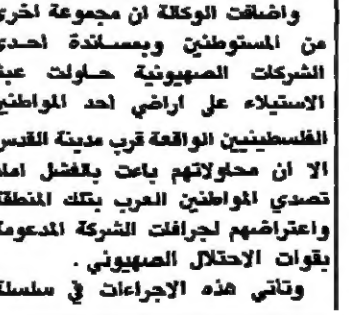 واضافت الوكالة ان مجموعة اخرى
من المستوطنين وبمساندة احدى
الشركات الصهيونية حاولت عبثا
الاستيلاء على اراضي احد المواطنين
الفلسطينيين الواقعة قرب مدينة القدس
الا ان محاولاتهم باءت بالفشل امام
تصدي المواطنين العرب بتلك المنطقة
واعتراضهم لجرافات الشركة المدعومة
بقوات الاحتلال الصهيوني .
وتاتي هذه الاجراءات في سلسلة